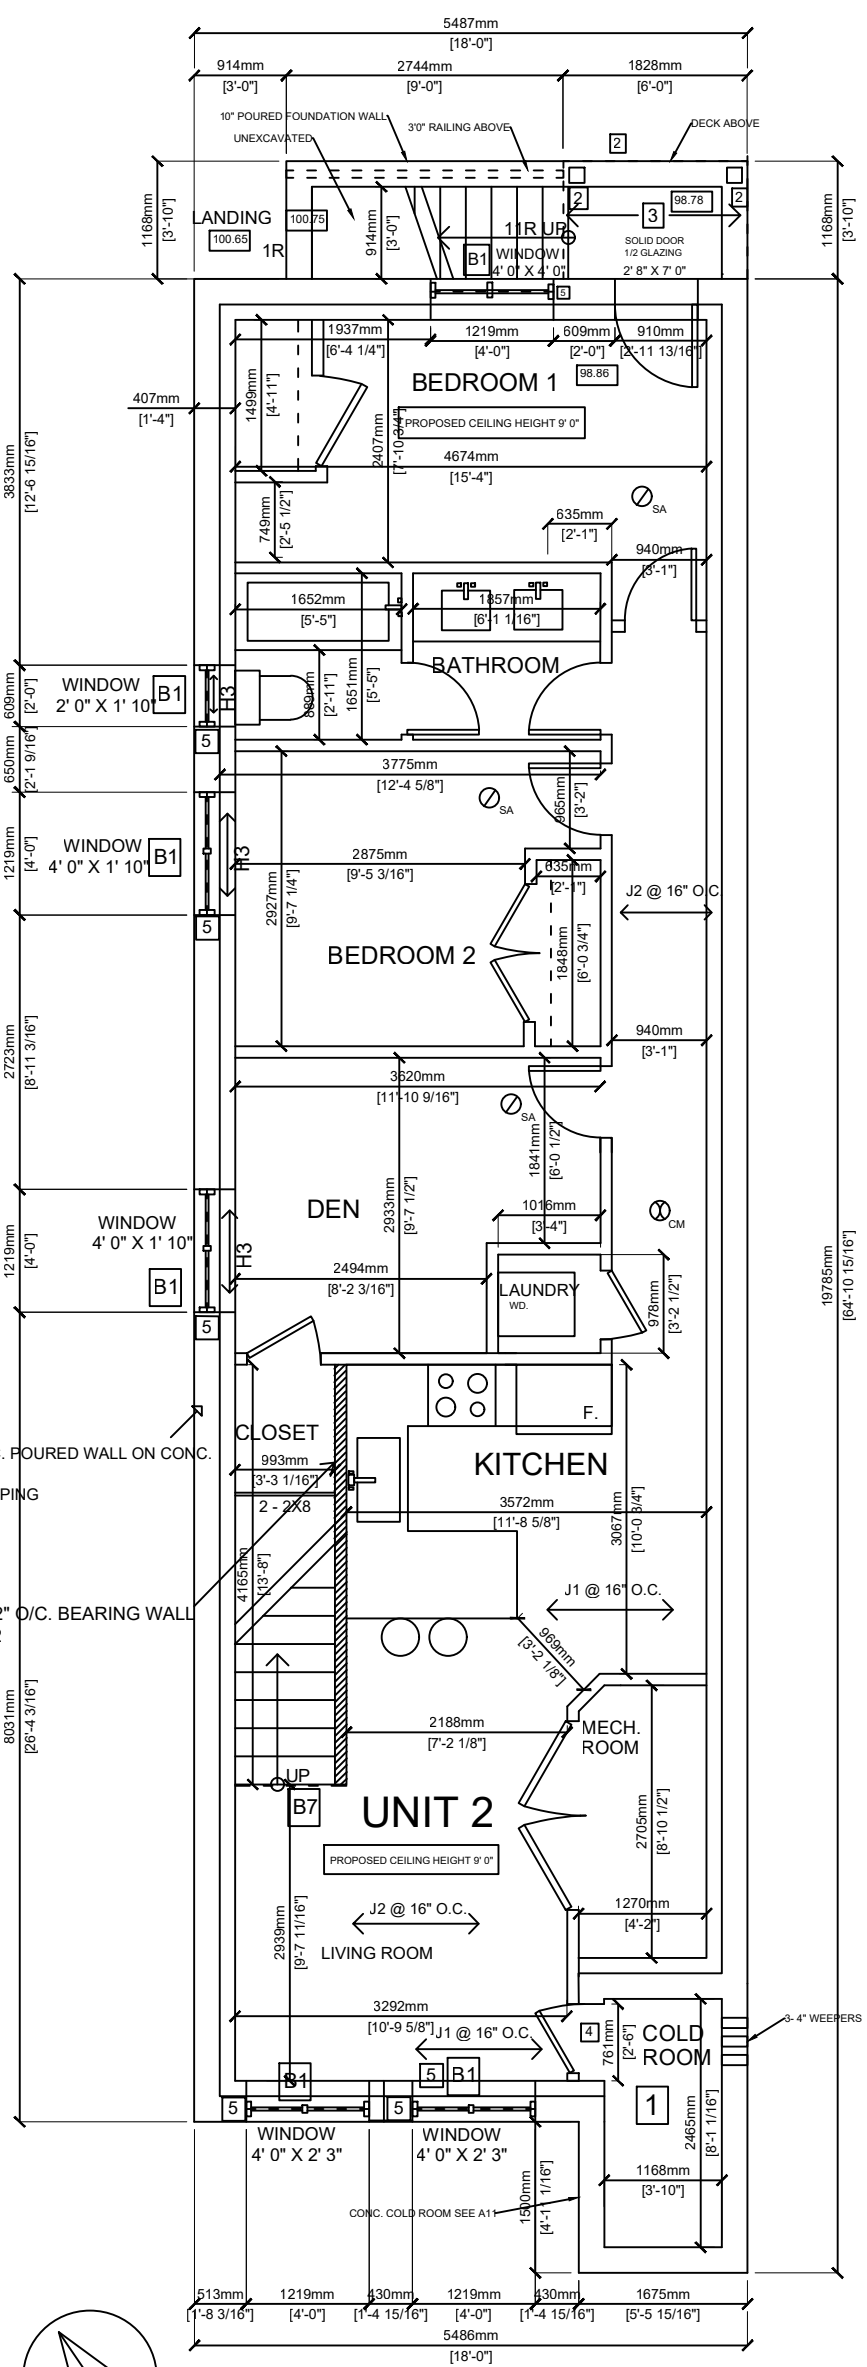 5487mm
[18'-0"]
914mm
[3'-0"]
2744mm
[9'-0"]
1828mm
[6'-0"]
10" POURED FOUNDATION WALL
UNEXCAVATED
3'0" RAILING ABOVE
DECK ABOVE
2
1168mm
[3'-10"]
LANDING
100.65
100.75
1R
914mm
[3'-0"]
11R UP
B1
WINDOW
4' 0" X 4' 0"
5
2
98.78
2
3
SOLID DOOR
1/2 GLAZING
2' 8" X 7' 0"
1168mm
[3'-10"]
1937mm
[6'-4 1/4"]
1219mm
[4'-0"]
609mm
[2'-0"]
910mm
[2'-11 13/16"]
98.86
BEDROOM 1
PROPOSED CEILING HEIGHT 9' 0"
407mm
[1'-4"]
1499mm
[4'-11"]
2407mm
[7'-10 3/4"]
4674mm
[15'-4"]
3833mm
[12'-6 15/16"]
749mm
[2'-5 1/2"]
SA
635mm
[2'-1"]
940mm
[3'-1"]
1652mm
[5'-5"]
1857mm
[6'-1 1/16"]
BATHROOM
889mm
[2'-11"]
1651mm
[5'-5"]
609mm
[2'-0"]
WINDOW
2' 0" X 1' 10"
B1
H3
5
650mm
[2'-1 9/16"]
3775mm
[12'-4 5/8"]
SA
965mm
[3'-2"]
1219mm
[4'-0"]
WINDOW
4' 0" X 1' 10"
B1
H3
5
2875mm
[9'-5 3/16"]
635mm
[2'-1"]
J2 @ 16" O.C.
2927mm
[9'-7 1/4"]
BEDROOM 2
1848mm
[6'-0 3/4"]
2723mm
[8'-11 3/16"]
940mm
[3'-1"]
3620mm
[11'-10 9/16"]
SA
1841mm
[6'-0 1/2"]
DEN
2933mm
[9'-7 1/2"]
1016mm
[3'-4"]
CM
1219mm
[4'-0"]
WINDOW
4' 0" X 1' 10"
B1
H3
5
2494mm
[8'-2 3/16"]
LAUNDRY
WD.
978mm
[3'-2 1/2"]
19785mm
[64'-10 15/16"]
CLOSET
F.
KITCHEN
. POURED WALL ON CONC.
993mm
[3'-3 1/16"]
PING
2 - 2X8
3572mm
[11'-8 5/8"]
3067mm
[10'-0 3/4"]
4165mm
[13'-8"]
J1 @ 16" O.C.
2" O/C. BEARING WALL
969mm
[3'-2 1/8"]
8031mm
[26'-4 3/16"]
2188mm
[7'-2 1/8"]
MECH.
ROOM
UP
B7
UNIT 2
PROPOSED CEILING HEIGHT 9' 0"
2705mm
[8'-10 1/2"]
J2 @ 16" O.C.
1270mm
[4'-2"]
2939mm
[9'-7 11/16"]
LIVING ROOM
3292mm
[10'-9 5/8"]
J1 @ 16" O.C.
4
761mm
[2'-6"]
COLD
ROOM
3- 4" WEEPERS
B1
5
B1
1
5
5
WINDOW
4' 0" X 2' 3"
WINDOW
4' 0" X 2' 3"
2465mm
[8'-1 1/16"]
1168mm
[3'-10"]
1500mm
[4'-11 1/16"]
CONC. COLD ROOM SEE A11
513mm
[1'-8 3/16"]
1219mm
[4'-0"]
430mm
[1'-4 15/16"]
1219mm
[4'-0"]
430mm
[1'-4 15/16"]
1675mm
[5'-5 15/16"]
5486mm
[18'-0"]